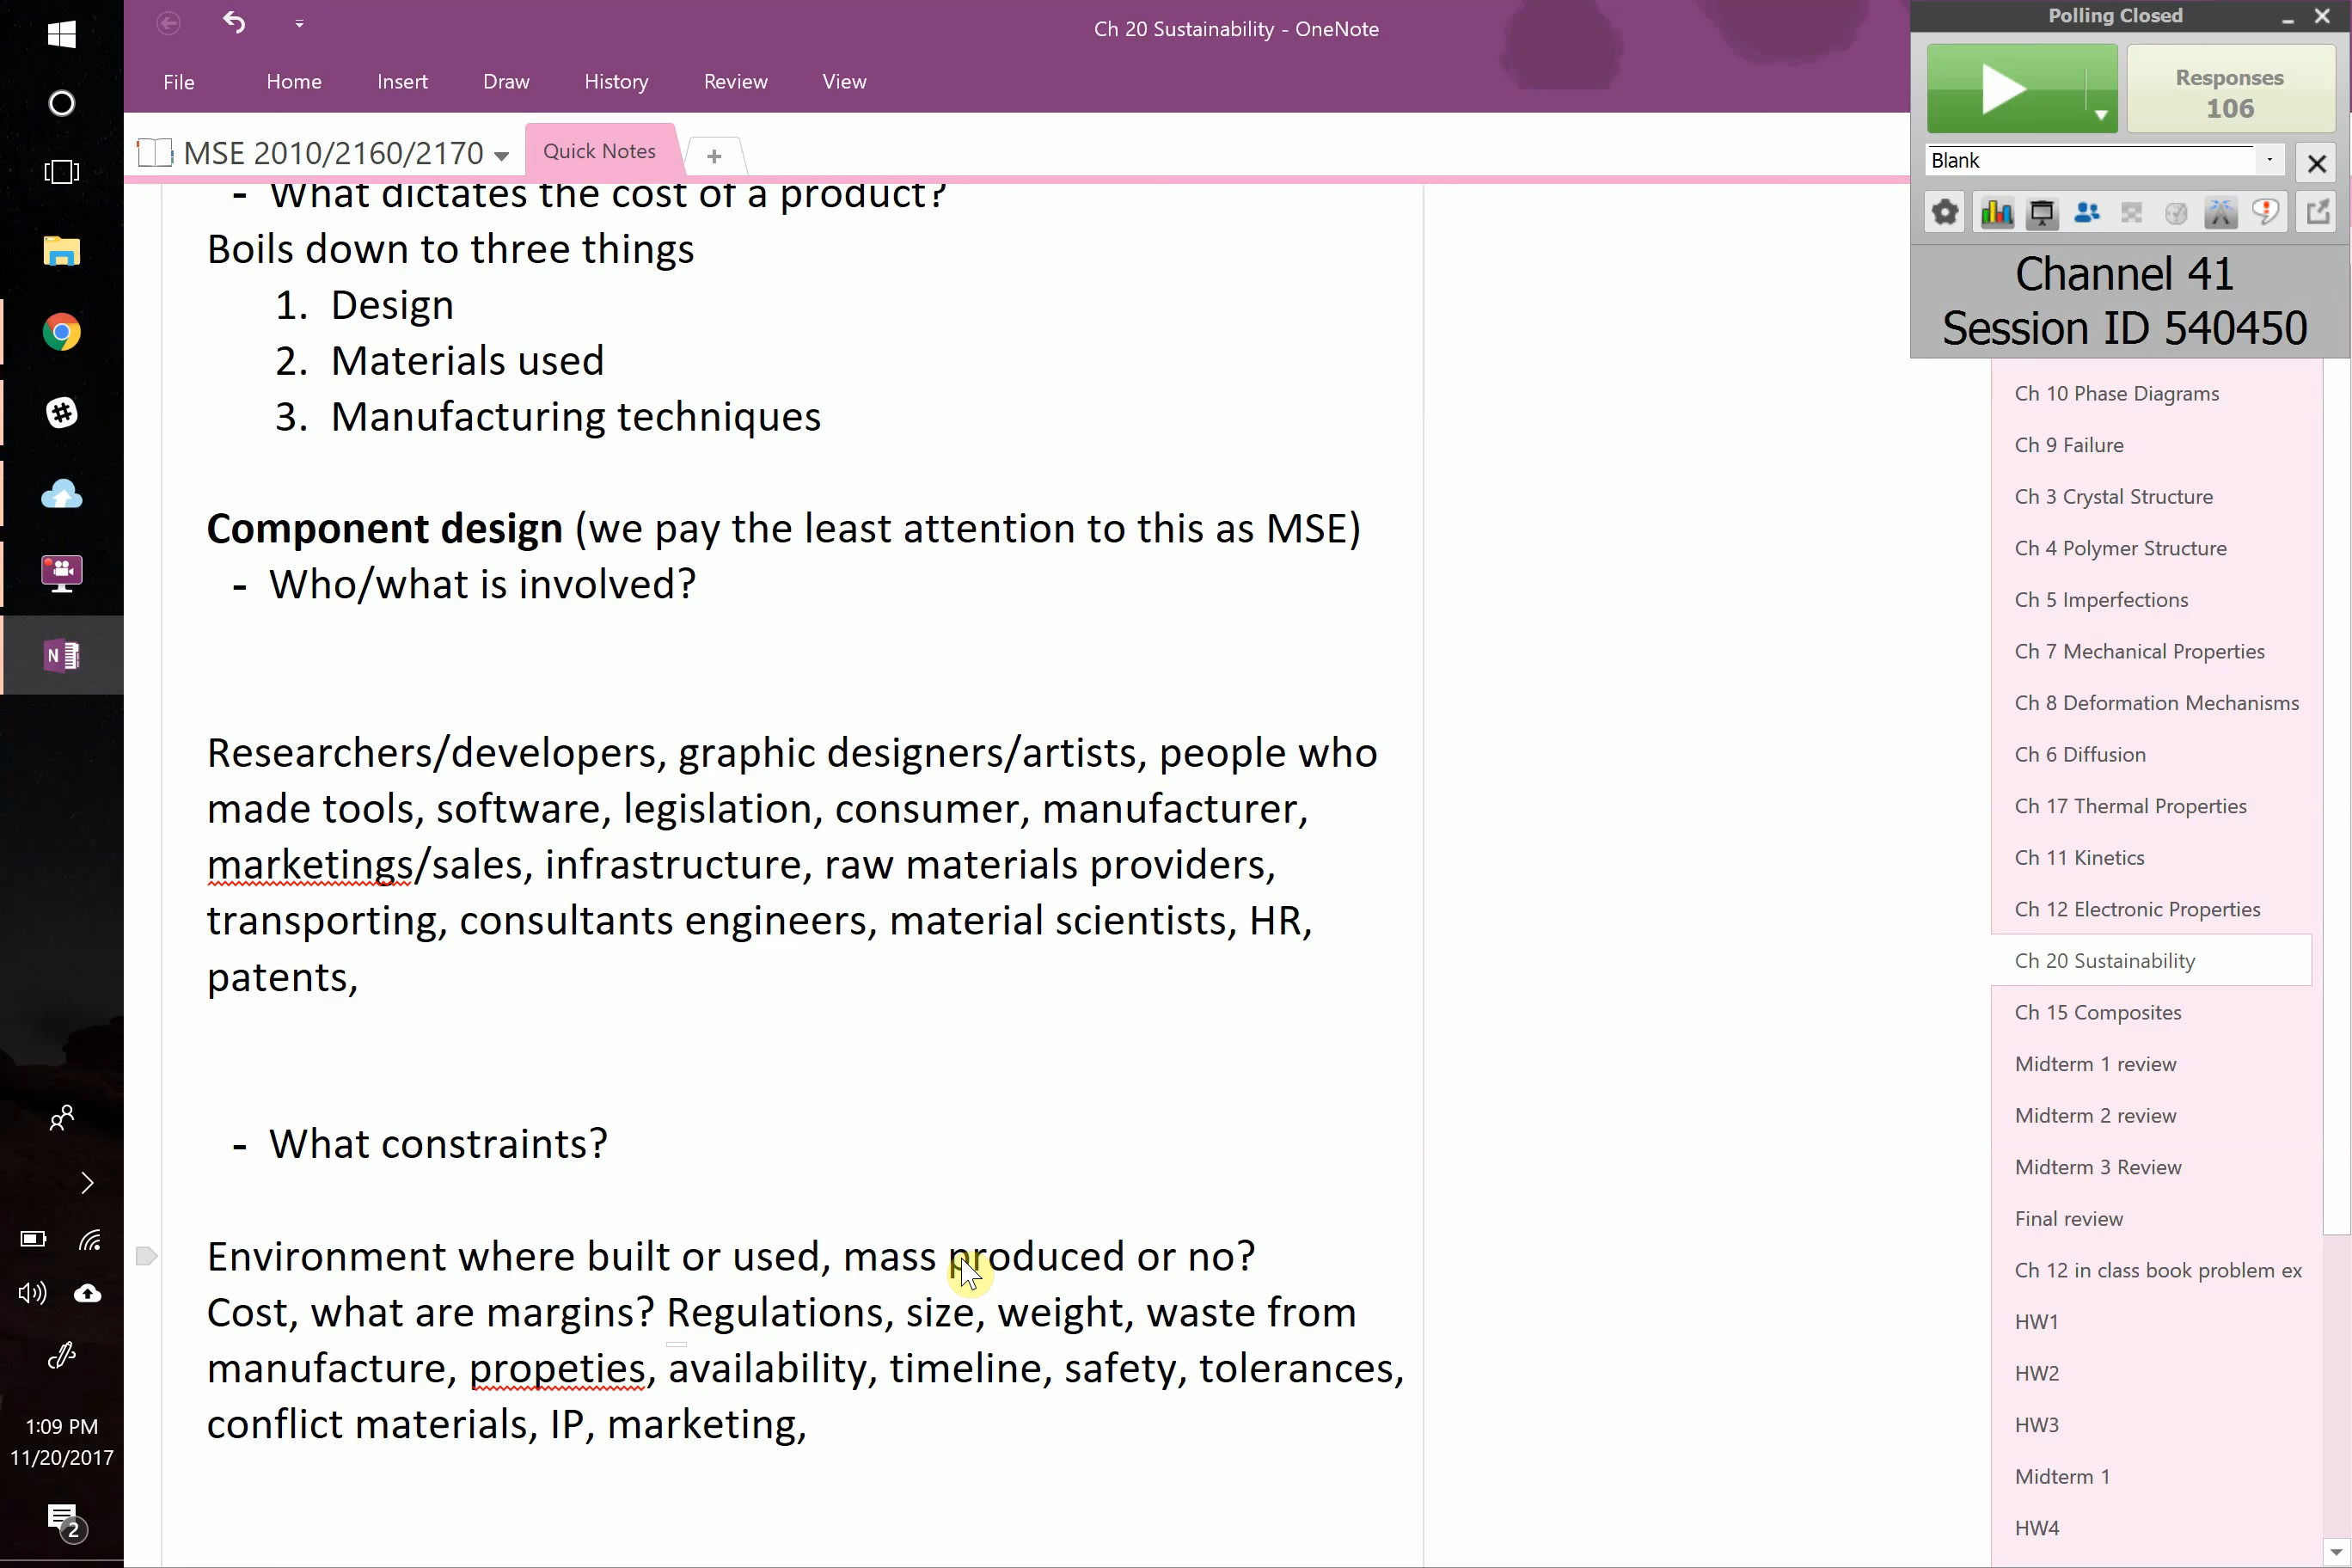 Ch 20 Sustainability - OneNote
File Home Insert Draw History Review View
MSE 2010/2160/2170
Quick Notes
- What dictates the cost of a product?
Boils down to three things
1. Design
2. Materials used
3. Manufacturing techniques
Component design (we pay the least attention to this as MSE)
- Who/what is involved?
Researchers/developers, graphic designers/artists, people who
made tools, software, legislation, consumer, manufacturer,
marketings/sales, infrastructure, raw materials providers,
transporting, consultants engineers, material scientists, HR,
patents,
- What constraints?
Environment where built or used, mass produced or no?
Cost, what are margins? Regulations, size, weight, waste from
manufacture, propeties, availability, timeline, safety, tolerances,
conflict materials, IP, marketing,
Polling Closed
Responses
106
Blank
Channel 41
Session ID 540450
Ch 10 Phase Diagrams
Ch 9 Failure
Ch 3 Crystal Structure
Ch 4 Polymer Structure
Ch 5 Imperfections
Ch 7 Mechanical Properties
Ch 8 Deformation Mechanisms
Ch 6 Diffusion
Ch 17 Thermal Properties
Ch 11 Kinetics
Ch 12 Electronic Properties
Ch 20 Sustainability
Ch 15 Composites
Midterm 1 review
Midterm 2 review
Midterm 3 Review
Final review
Ch 12 in class book problem ex
HW1
HW2
HW3
Midterm 1
HW4
N
1:09 PM
11/20/2017
2